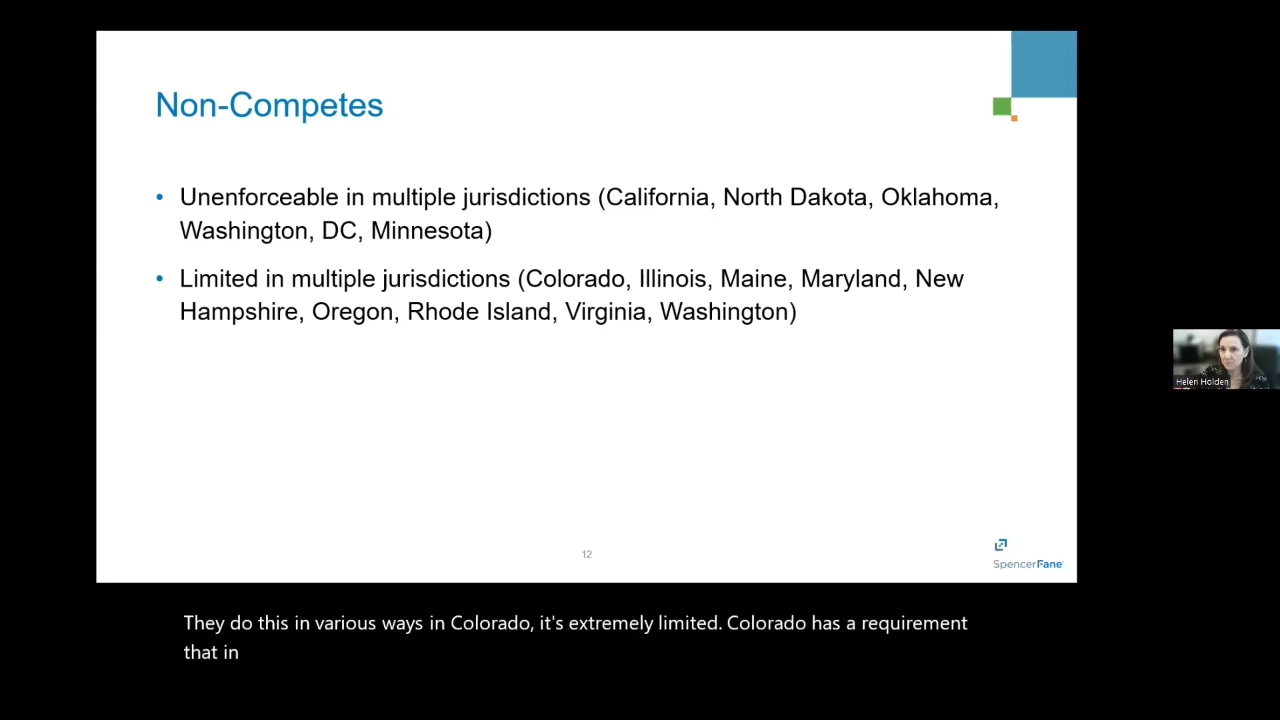 Non-Competes
• Unenforceable in multiple jurisdictions (California, North Dakota, Oklahoma,
Washington, DC, Minnesota)
• Limited in multiple jurisdictions (Colorado, Illinois, Maine, Maryland, New
Hampshire, Oregon, Rhode Island, Virginia, Washington)
Helen Holden
12
SpencerFane
They do this in various ways in Colorado, it's extremely limited. Colorado has a requirement
that in